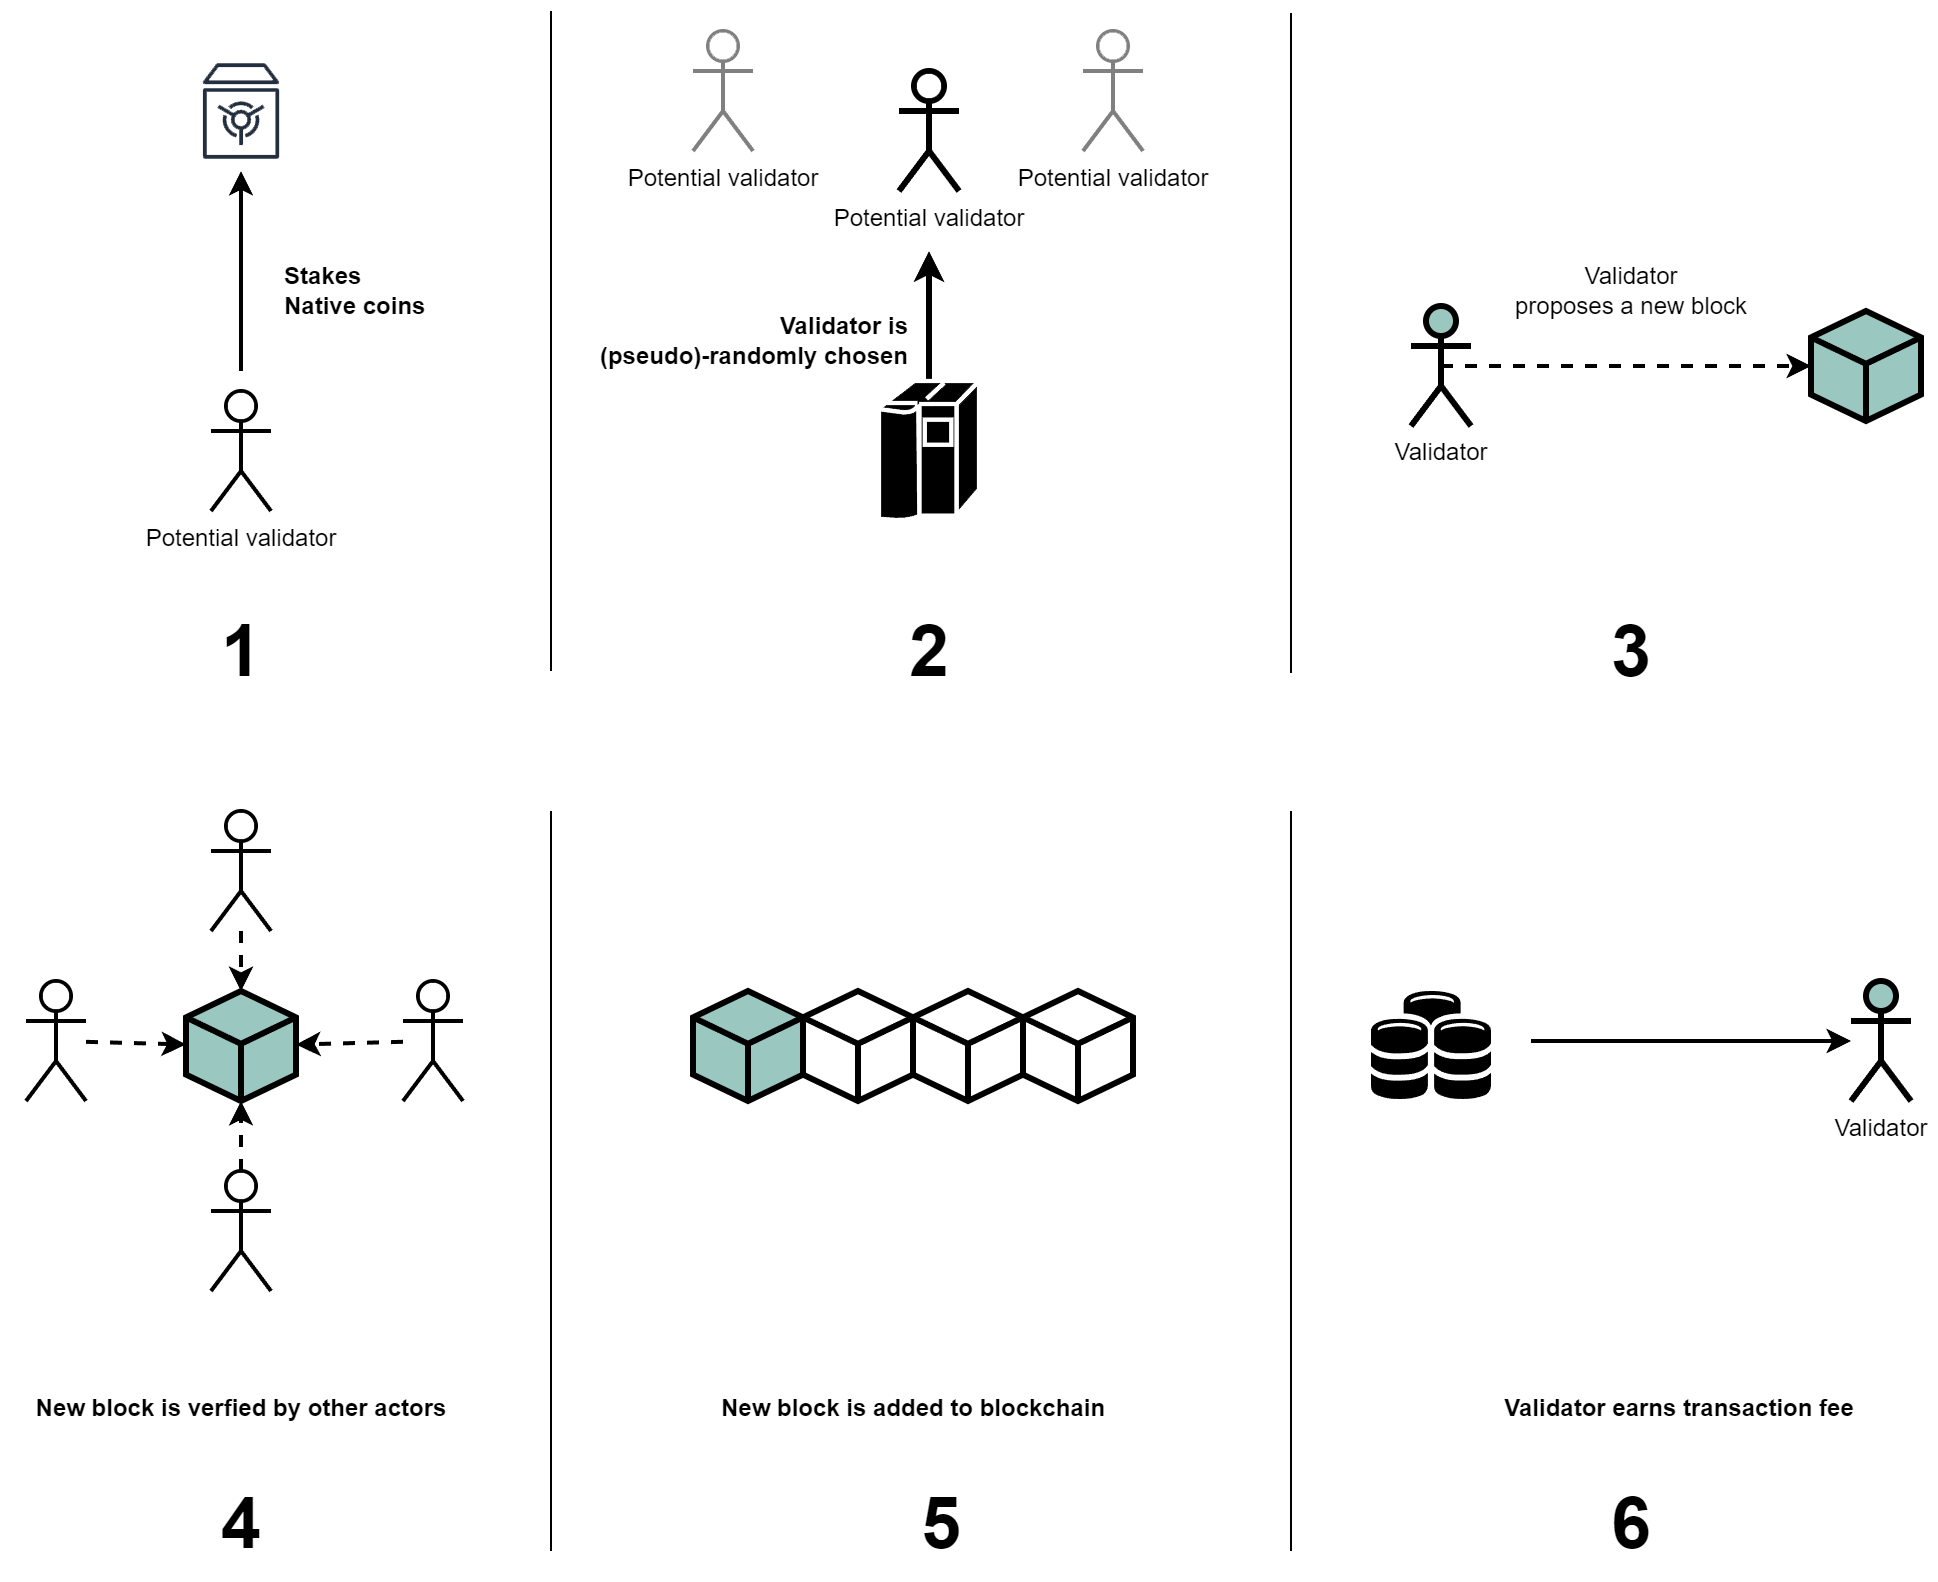 Stakes
Native coins
Potential validator
1
Potential validator
Potential validator
Potential validator
Validator is
(pseudo)-randomly chosen
2
Validator
proposes a new block
Validator
3
New block is verfied by other actors
4
New block is added to blockchain
5
Validator
Validator earns transaction fee
6